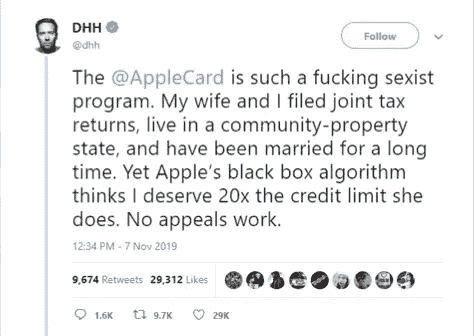 DHH
@dhh
Follow
The @AppleCard is such a fucking sexist
program. My wife and I filed joint tax
returns, live in a community-property
state, and have been married for a long
time. Yet Apple's black box algorithm
thinks I deserve 20x the credit limit she
does. No appeals work.
12:34 PM - 7 Nov 2019
9,674 Retweets 29,312 Likes
1.6K 9.7K 29K